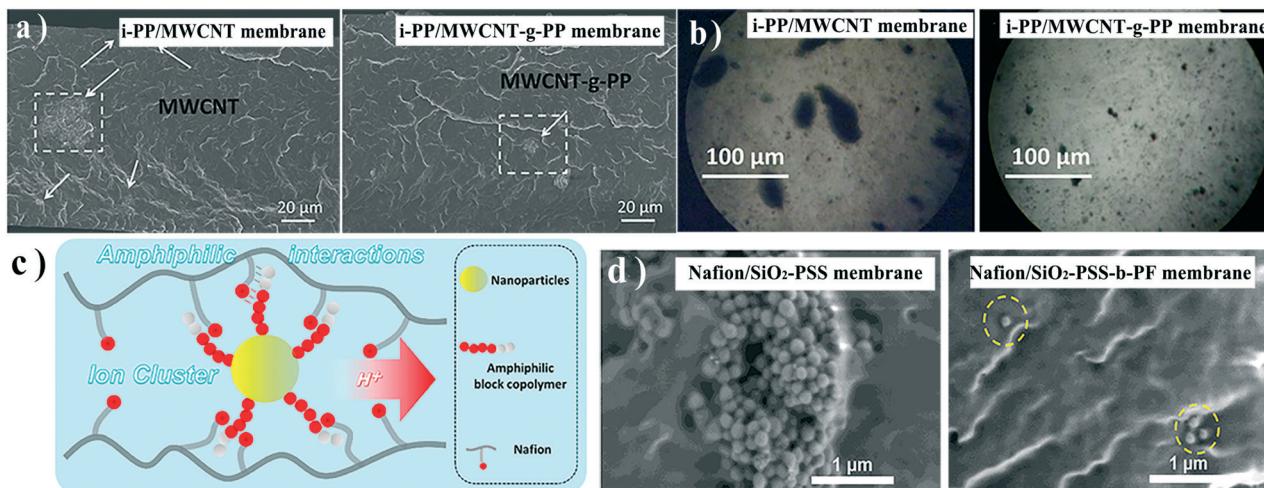 a )
i-PP/MWCNT membrane
MWCNT
20 µm
i-PP/MWCNT-g-PP membrane
MWCNT-g-PP
20 µm
b )
i-PP/MWCNT membrane
100 µm
i-PP/MWCNT-g-PP membrane
100 µm
c )
Amphiphilic interactions
Ion Cluster
H+
Nanoparticles
Amphiphilic
block copolymer
Nafion
d )
Nafion/SiO₂-PSS membrane
1 µm
Nafion/SiO₂-PSS-b-PF membrane
1 µm